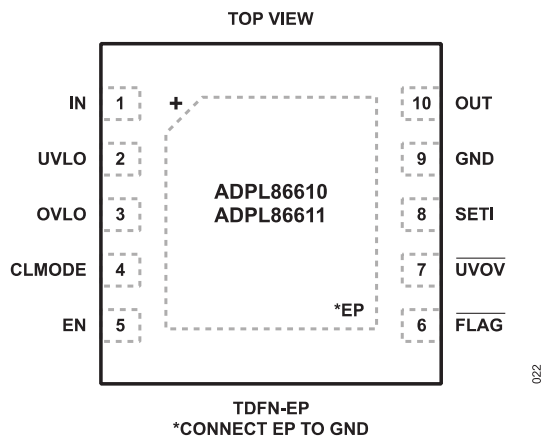 TOP VIEW
IN 1 + 10 OUT
UVLO 2 9 GND
ADPL86610
ADPL86611
OVLO 3 8 SETI
CLMODE 4 7 UVOV
*EP
EN 5 6 FLAG
022
TDFN-EP
*CONNECT EP TO GND